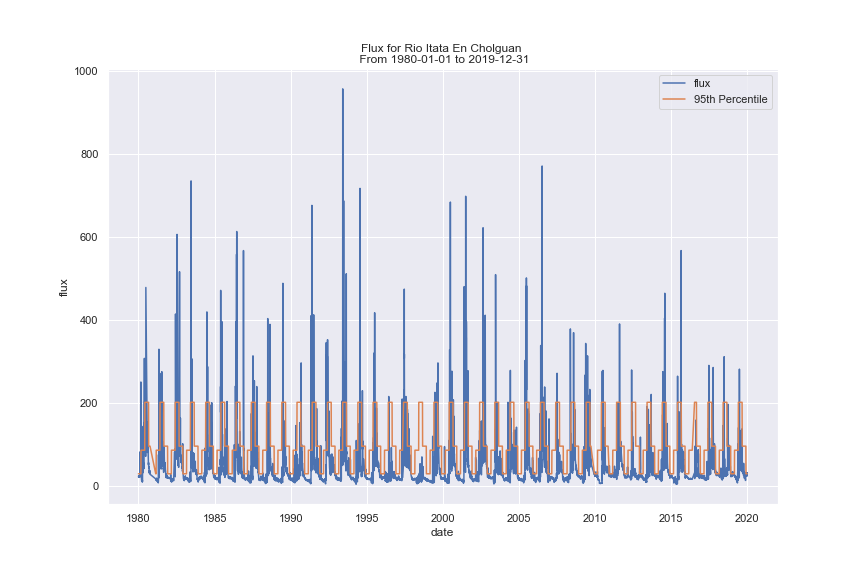 Flux for Rio Itata En Cholguan
From 1980-01-01 to 2019-12-31
flux
95th Percentile
1000
800
600
400
200
0
flux
1980 1985 1990 1995 2000 2005 2010 2015 2020
date